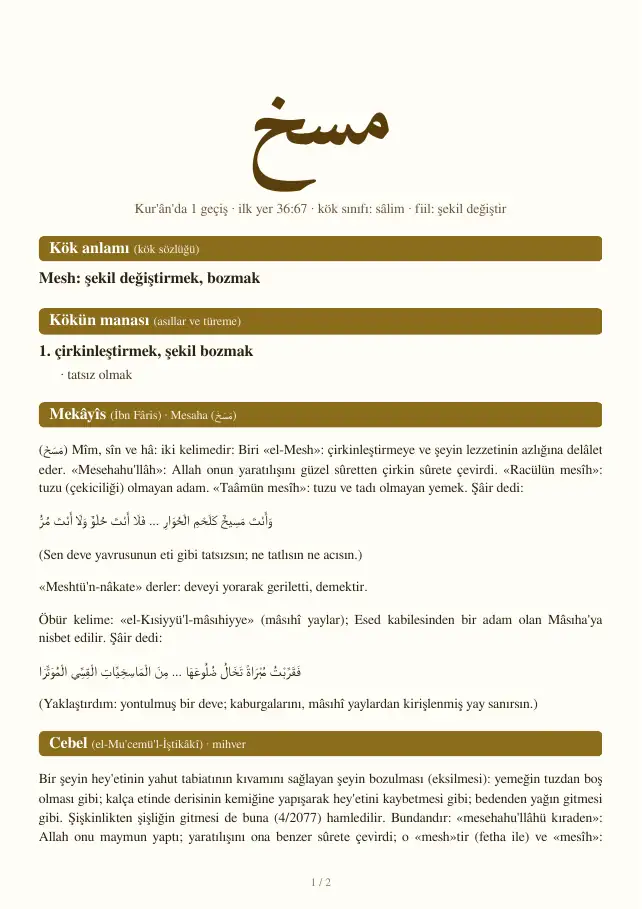 مسخ
Kur'ân'da 1 geçiş · ilk yer 36:67 · kök sınıfı: sâlim · fiil: şekil değiştir
Kök anlamı (kök sözlüğü)
Mesh: şekil değiştirmek, bozmak
Kökün manası (asıllar ve türeme)
1. çirkinleştirmek, şekil bozmak
· tatsız olmak
Mekâyîs (İbn Fâris) · Mesaha (مَسَخَ)
(مَسَخَ) Mîm, sîn ve hâ: iki kelimedir: Biri «el-Mesh»: çirkinleştirmeye ve şeyin lezzetinin azlığına delâlet
eder. «Mesehahu'llâh»: Allah onun yaratılışını güzel sûretten çirkin sûrete çevirdi. «Racülün mesîh»:
tuzu (çekiciliği) olmayan adam. «Taâmün mesîh»: tuzu ve tadı olmayan yemek. Şâir dedi:
وَأَنْتَ مَسِيخٌ كَلَحْمِ الْحُوَارِ ... فَلَا أَنْتَ حُلْوٌ وَلَا أَنْتَ مُرُّ
(Sen deve yavrusunun eti gibi tatsızsın; ne tatlısın ne acısın.)
«Meshtü'n-nâkate» derler: deveyi yorarak geriletti, demektir.
Öbür kelime: «el-Kısiyyü'l-mâsıhiyye» (mâsıhî yaylar); Esed kabilesinden bir adam olan Mâsıha'ya
nisbet edilir. Şâir dedi:
فَقَرَّبْتُ مُبْرَاةً تَخَالُ ضُلُوعَهَا ... مِنَ الْمَاسِخِيَّاتِ الْقِسِّي الْمُوَتَّرَا
(Yaklaştırdım: yontulmuş bir deve; kaburgalarını, mâsıhî yaylardan kirişlenmiş yay sanırsın.)
Cebel (el-Mu'cemü'l-İştikâkî) · mihver
Bir şeyin hey'etinin yahut tabiatının kıvamını sağlayan şeyin bozulması (eksilmesi): yemeğin tuzdan boş
olması gibi; kalça etinde derisinin kemiğine yapışarak hey'etini kaybetmesi gibi; bedenden yağın gitmesi
gibi. Şişkinlikten şişliğin gitmesi de buna (4/2077) hamledilir. Bundandır: «mesehahu'llâhü kıraden»:
Allah onu maymun yaptı; yaratılışını ona benzer sûrete çevirdi; o «mesh»tir (fetha ile) ve «mesîh»:
1 / 2